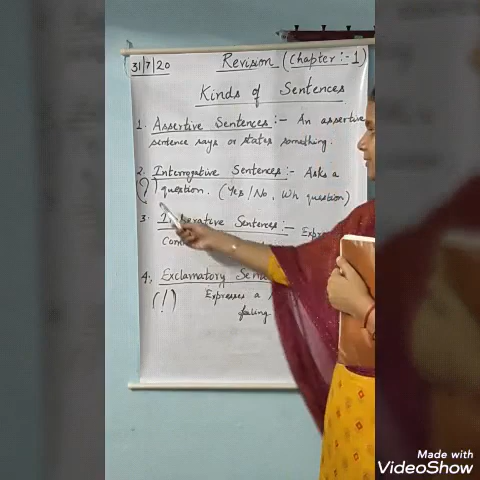 31/7/20 Revision (Chapter :- 1)
Kinds of Sentences
1. Assertive Sentences :- An assertive
sentence says or states something.
2. Interrogative Sentences :- Asks a
(?) question. (Yes / No, Wh question)
3. Sentences :-
4. Exclamatory
(!) Expresses a
feeling
Made with
VideoShow